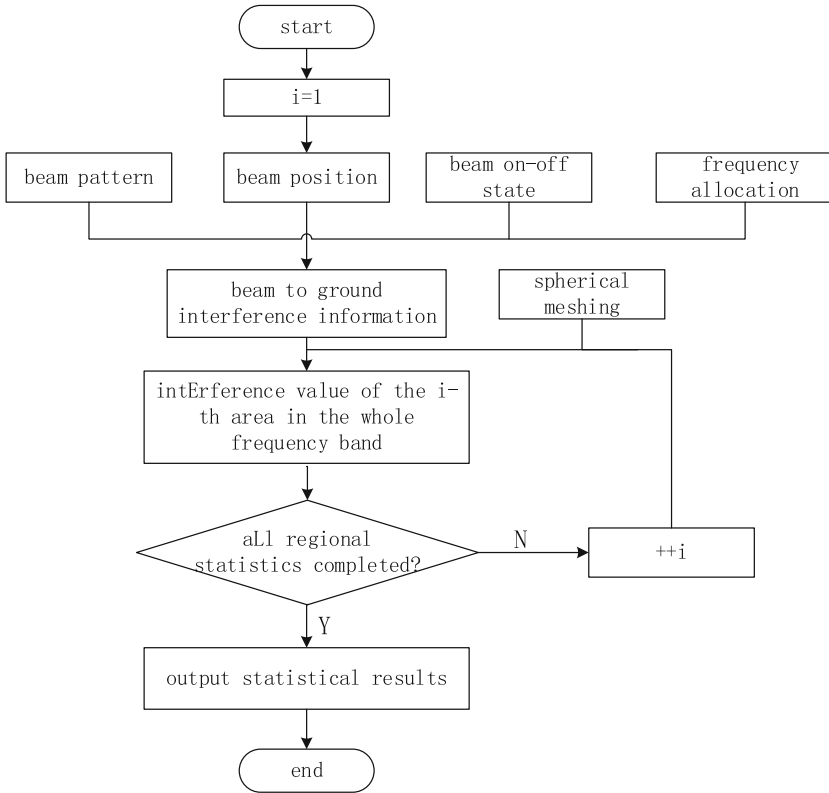 start
i=1
beam pattern
beam position
beam on-off
state
frequency
allocation
beam to ground
interference information
spherical
meshing
intErference value of the i-
th area in the whole
frequency band
aLl regional
statistics completed?
N
++i
Y
output statistical results
end